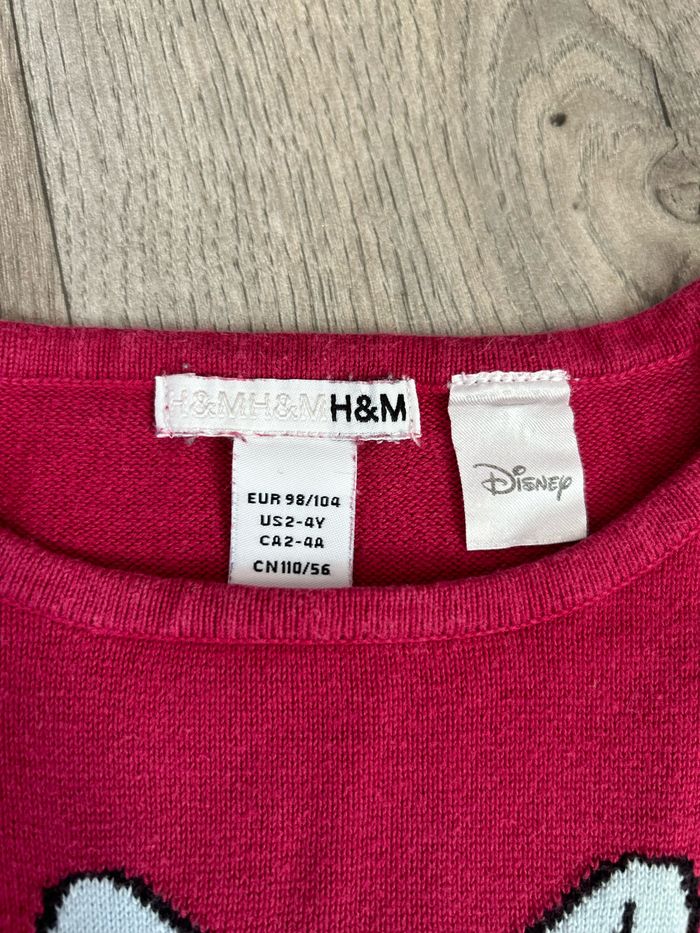 H&MH&MH&M
EUR 98/104
US2-4Y
CA2-4A
CN110/56
Disney